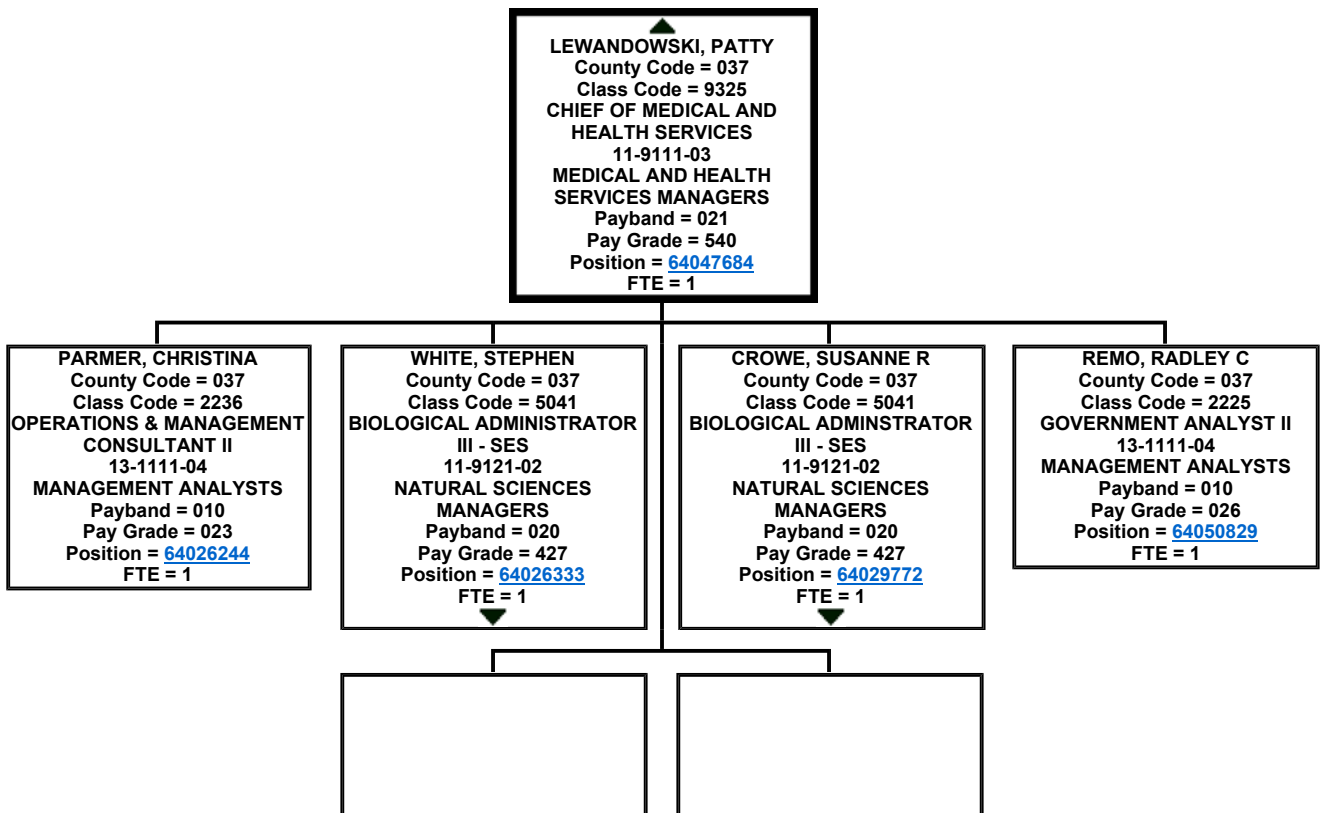 LEWANDOWSKI, PATTY
County Code = 037
Class Code = 9325
CHIEF OF MEDICAL AND
HEALTH SERVICES
11-9111-03
MEDICAL AND HEALTH
SERVICES MANAGERS
Payband = 021
Pay Grade = 540
Position = 64047684
FTE = 1
PARMER, CHRISTINA
County Code = 037
Class Code = 2236
OPERATIONS & MANAGEMENT
CONSULTANT II
13-1111-04
MANAGEMENT ANALYSTS
Payband = 010
Pay Grade = 023
Position = 64026244
FTE = 1
WHITE, STEPHEN
County Code = 037
Class Code = 5041
BIOLOGICAL ADMINISTRATOR
III - SES
11-9121-02
NATURAL SCIENCES
MANAGERS
Payband = 020
Pay Grade = 427
Position = 64026333
FTE = 1
CROWE, SUSANNE R
County Code = 037
Class Code = 5041
BIOLOGICAL ADMINSTRATOR
III - SES
11-9121-02
NATURAL SCIENCES
MANAGERS
Payband = 020
Pay Grade = 427
Position = 64029772
FTE = 1
REMO, RADLEY C
County Code = 037
Class Code = 2225
GOVERNMENT ANALYST II
13-1111-04
MANAGEMENT ANALYSTS
Payband = 010
Pay Grade = 026
Position = 64050829
FTE = 1